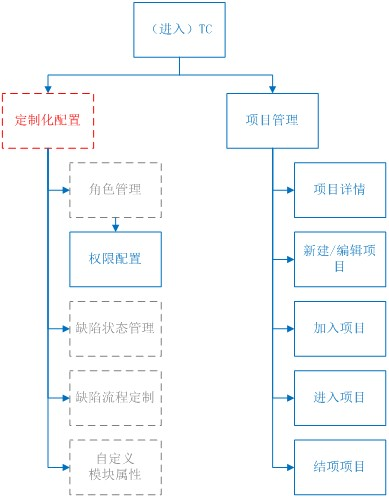 （进入）TC
定制化配置
项目管理
角色管理
项目详情
权限配置
新建/编辑项
目
缺陷状态管理
加入项目
缺陷流程定制
进入项目
自定义
模块属性
结项项目